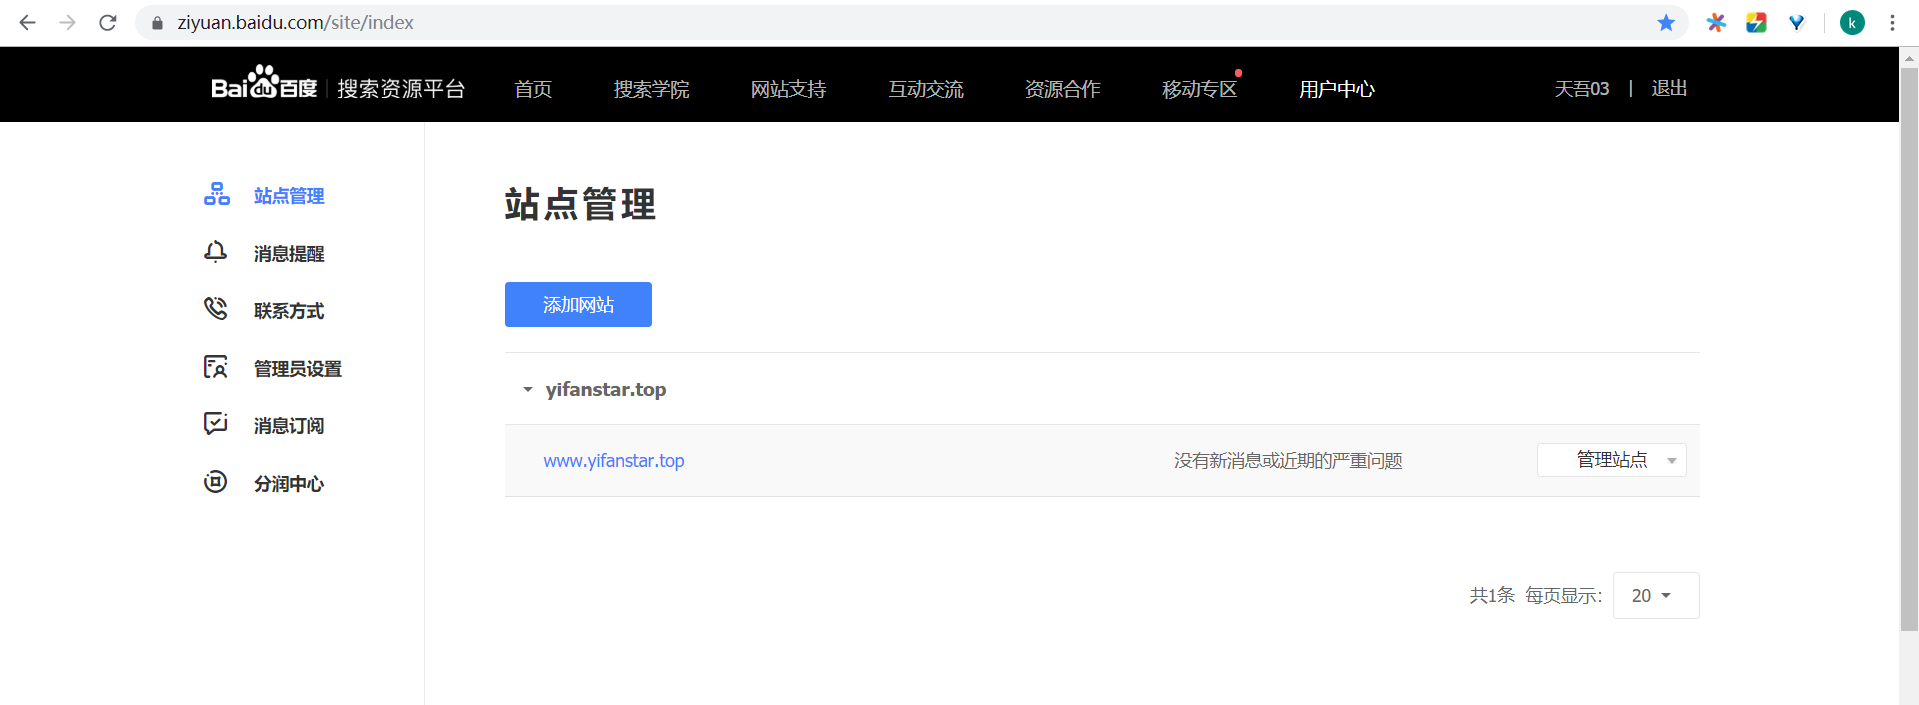 ziyuan.baidu.com/site/index
k
Bai du 百度 | 搜索资源平台 首页 搜索学院 网站支持 互动交流 资源合作 移动专区 用户中心 天吾03 | 退出
站点管理
消息提醒
联系方式
管理员设置
消息订阅
分润中心
站点管理
添加网站
yifanstar.top
www.yifanstar.top 没有新消息或近期的严重问题 管理站点
共1条 每页显示: 20